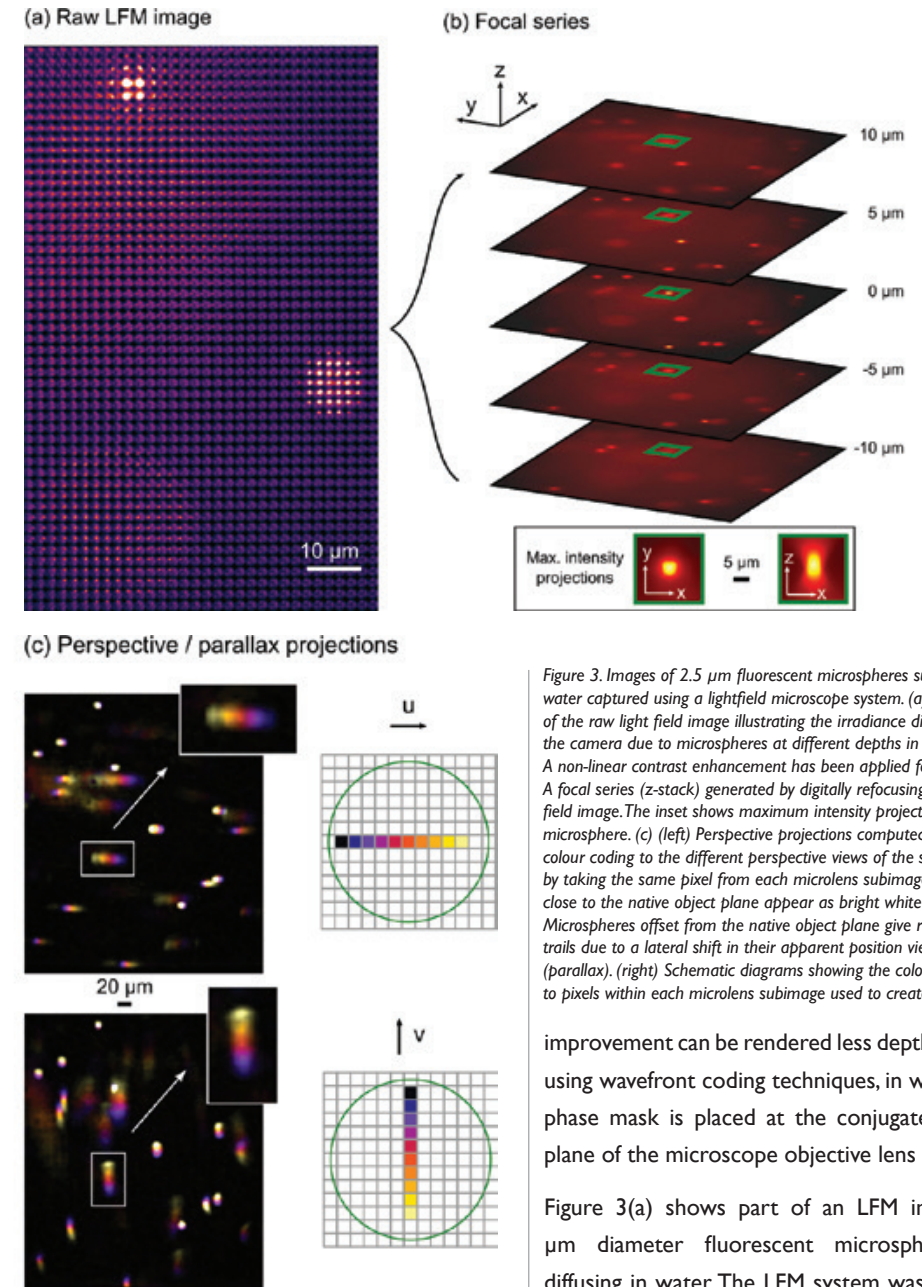 (a) Raw LFM image
10 µm
(b) Focal series
z
y
x
10 µm
5 µm
0 µm
-5 µm
-10 µm
Max. intensity
projections
y
x
5 µm
z
x
(c) Perspective / parallax projections
u
20 µm
v
Figure 3. Images of 2.5 µm fluorescent microspheres su
water captured using a lightfield microscope system. (a
of the raw light field image illustrating the irradiance di
the camera due to microspheres at different depths in
A non-linear contrast enhancement has been applied fo
A focal series (z-stack) generated by digitally refocusing
field image.The inset shows maximum intensity project
microsphere. (c) (left) Perspective projections computed
colour coding to the different perspective views of the s
by taking the same pixel from each microlens subimage
close to the native object plane appear as bright white
Microspheres offset from the native object plane give r
trails due to a lateral shift in their apparent position vie
(parallax). (right) Schematic diagrams showing the colo
to pixels within each microlens subimage used to create
improvement can be rendered less depth
using wavefront coding techniques, in w
phase mask is placed at the conjugate
plane of the microscope objective lens
Figure 3(a) shows part of an LFM in
µm diameter fluorescent microsph
diffusing in water. The LFM system was